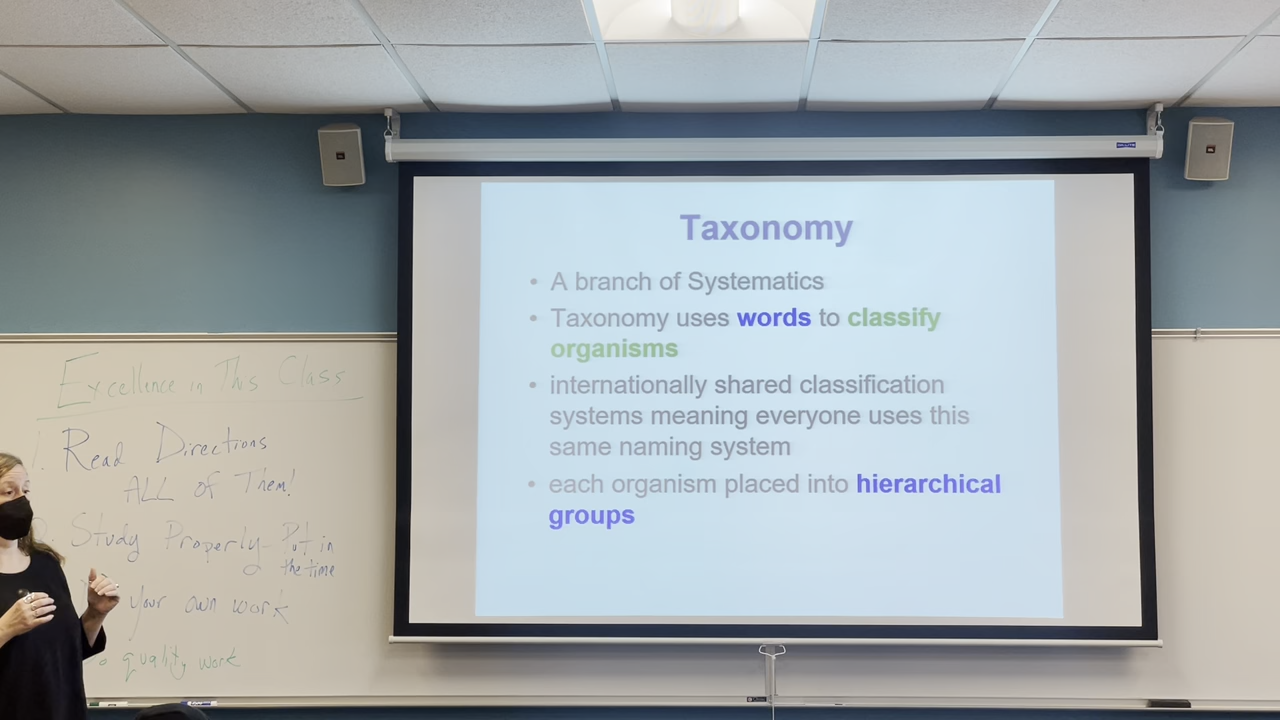 Excellence in This Class
1. Read Directions
ALL of Them!
Study Properly - Put in
the time
your own work
quality work
Taxonomy
• A branch of Systematics
• Taxonomy uses words to classify
organisms
• internationally shared classification
systems meaning everyone uses this
same naming system
• each organism placed into hierarchical
groups